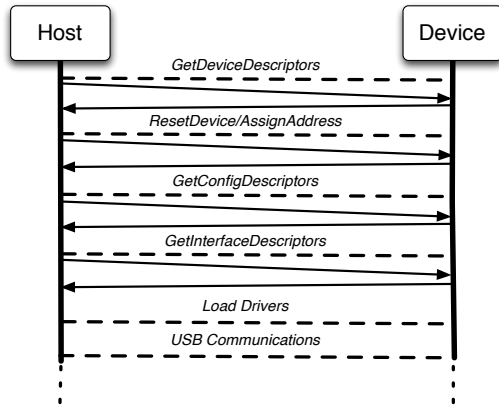 Host
Device
GetDeviceDescriptors
ResetDevice/AssignAddress
GetConfigDescriptors
GetInterfaceDescriptors
Load Drivers
USB Communications